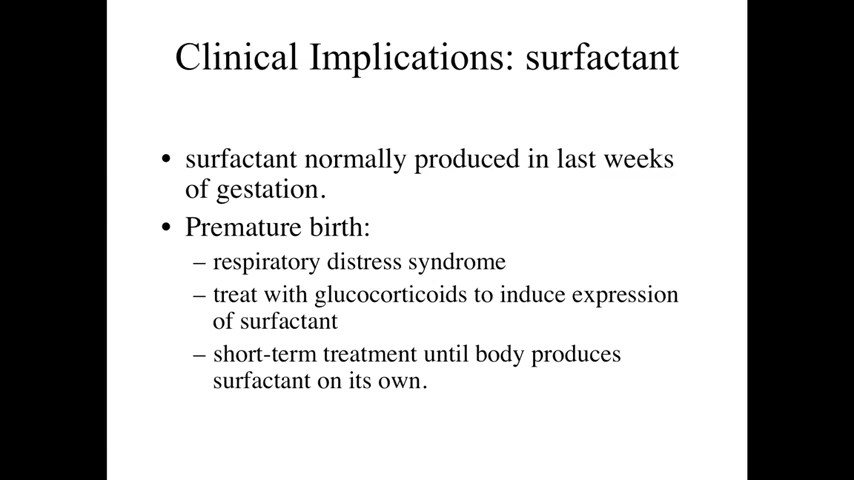 Clinical Implications: surfactant
• surfactant normally produced in last weeks
of gestation.
• Premature birth:
– respiratory distress syndrome
– treat with glucocorticoids to induce expression
of surfactant
– short-term treatment until body produces
surfactant on its own.